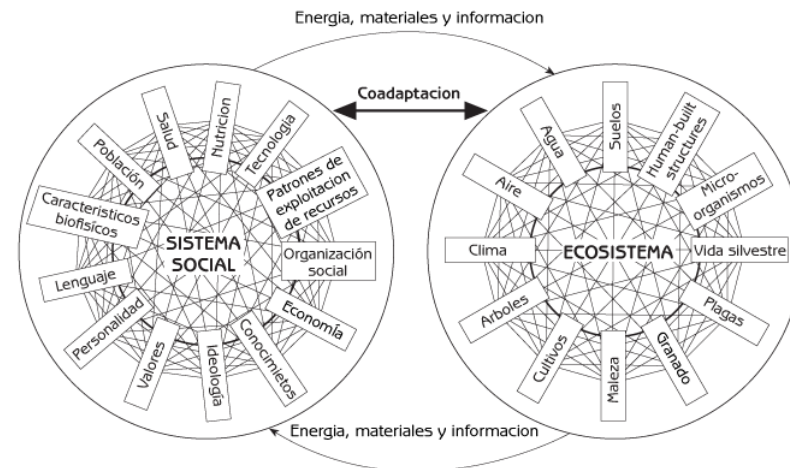 Energia, materiales y informacion
Coadaptacion
Salud
Nutricion
Tecnologia
Población
Patrones de
exploitacion
de recursos
Caracteristicos
biofisícos
SISTEMA
SOCIAL
Organización
social
Lenguaje
Economía
Personalidad
Valores
Ideología
Conocimietos
Agua
Suelos
Human-built
structures
Aire
Micro-
organismos
Clima
ECOSISTEMA
Vida silvestre
Arboles
Plagas
Cultivos
Maleza
Granado
Energia, materiales y informacion